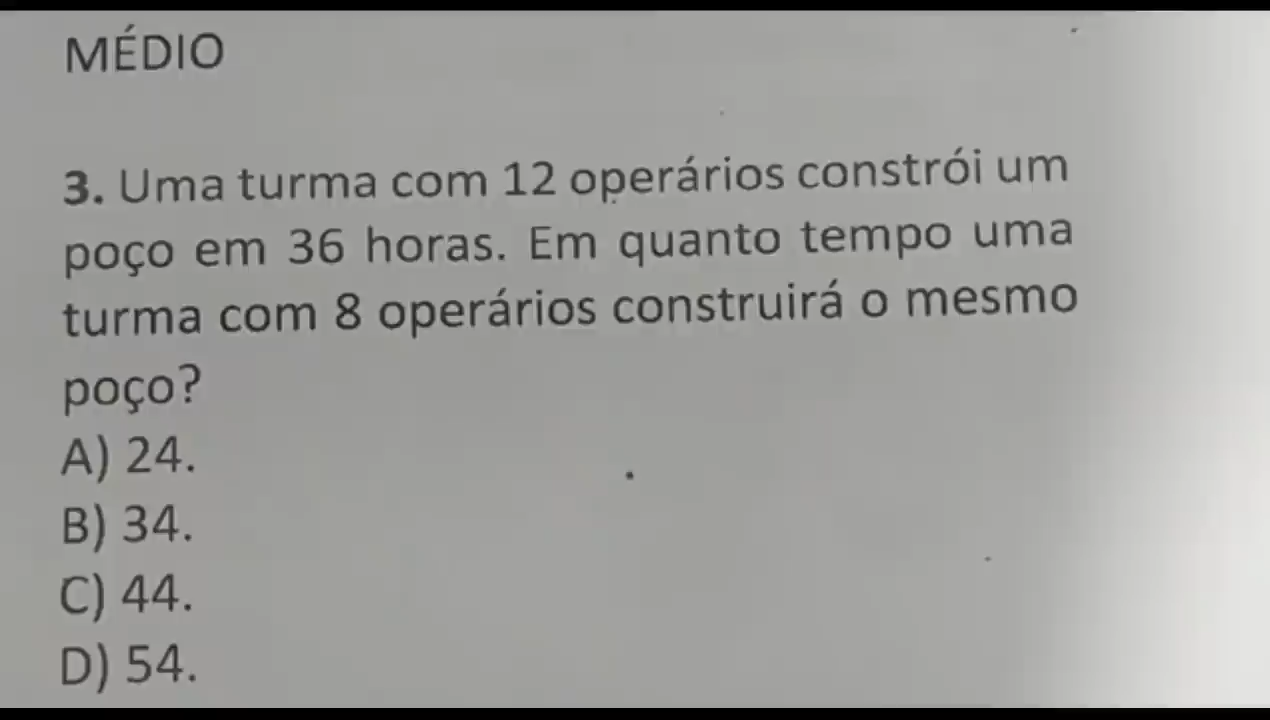 MÉDIO
3. Uma turma com 12 operários constrói um
poço em 36 horas. Em quanto tempo uma
turma com 8 operários construirá o mesmo
poço?
A) 24.
B) 34.
C) 44.
D) 54.